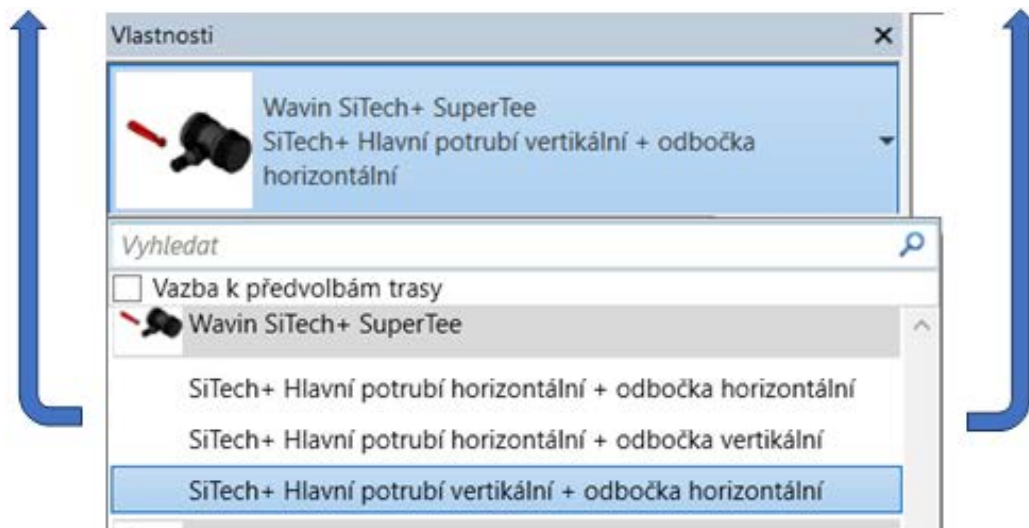 Vlastnosti
Wavin SiTech+ SuperTee
SiTech+ Hlavní potrubí vertikální + odbočka
horizontální
Vyhledat
Vazba k předvolbám trasy
Wavin SiTech+ SuperTee
SiTech+ Hlavní potrubí horizontální + odbočka horizontální
SiTech+ Hlavní potrubí horizontální + odbočka vertikální
SiTech+ Hlavní potrubí vertikální + odbočka horizontální